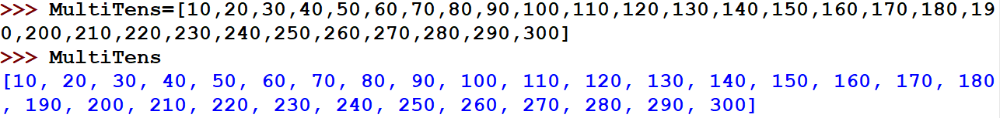 >>> MultiTens=[10,20,30,40,50,60,70,80,90,100,110,120,130,140,150,160,170,180,19
0,200,210,220,230,240,250,260,270,280,290,300]
>>> MultiTens
[10, 20, 30, 40, 50, 60, 70, 80, 90, 100, 110, 120, 130, 140, 150, 160, 170, 180
, 190, 200, 210, 220, 230, 240, 250, 260, 270, 280, 290, 300]